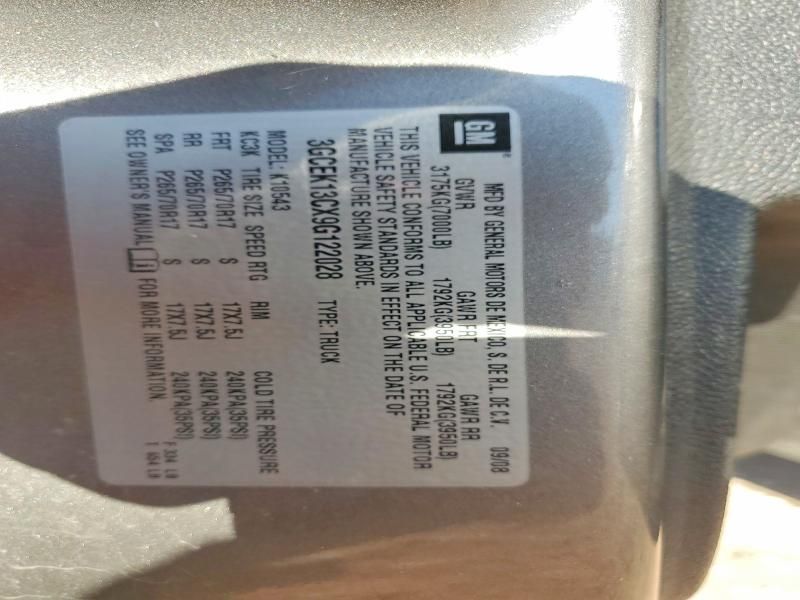 GM ®
MFD BY GENERAL MOTORS DE MEXICO, S. DE R.L. DE C.V. 09/08
GVWR GAWR FRT GAWR RR
3175KG(7000LB) 1792KG(3950LB) 1792KG(3950LB)
THIS VEHICLE CONFORMS TO ALL APPLICABLE U.S. FEDERAL MOTOR
VEHICLE SAFETY STANDARDS IN EFFECT ON THE DATE OF
MANUFACTURE SHOWN ABOVE.
3GCEK13CX9G122028 TYPE: TRUCK
MODEL: K10543
KC3K TIRE SIZE SPEED RTG RIM COLD TIRE PRESSURE
FRT P265/70R17 S 17X7.5J 240KPA(35PSI)
RR P265/70R17 S 17X7.5J 240KPA(35PSI)
SPA P265/70R17 S 17X7.5J 240KPA(35PSI)
SEE OWNER'S MANUAL FOR MORE INFORMATION.
F 334 LB
T 454 LB